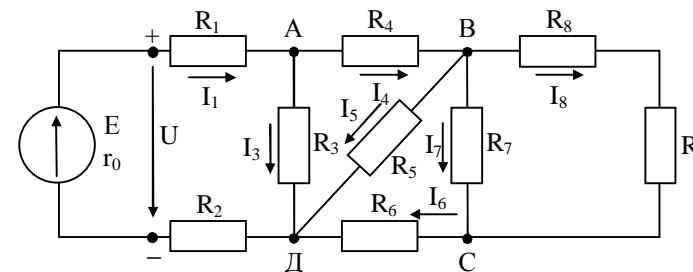 + R₁ A R₄ B R₈
I₁ I₄ I₈
E r₀ U I₃ R₃ I₅ R₅ I₇ R₇ R
R₂ R₆ I₆
− Д C